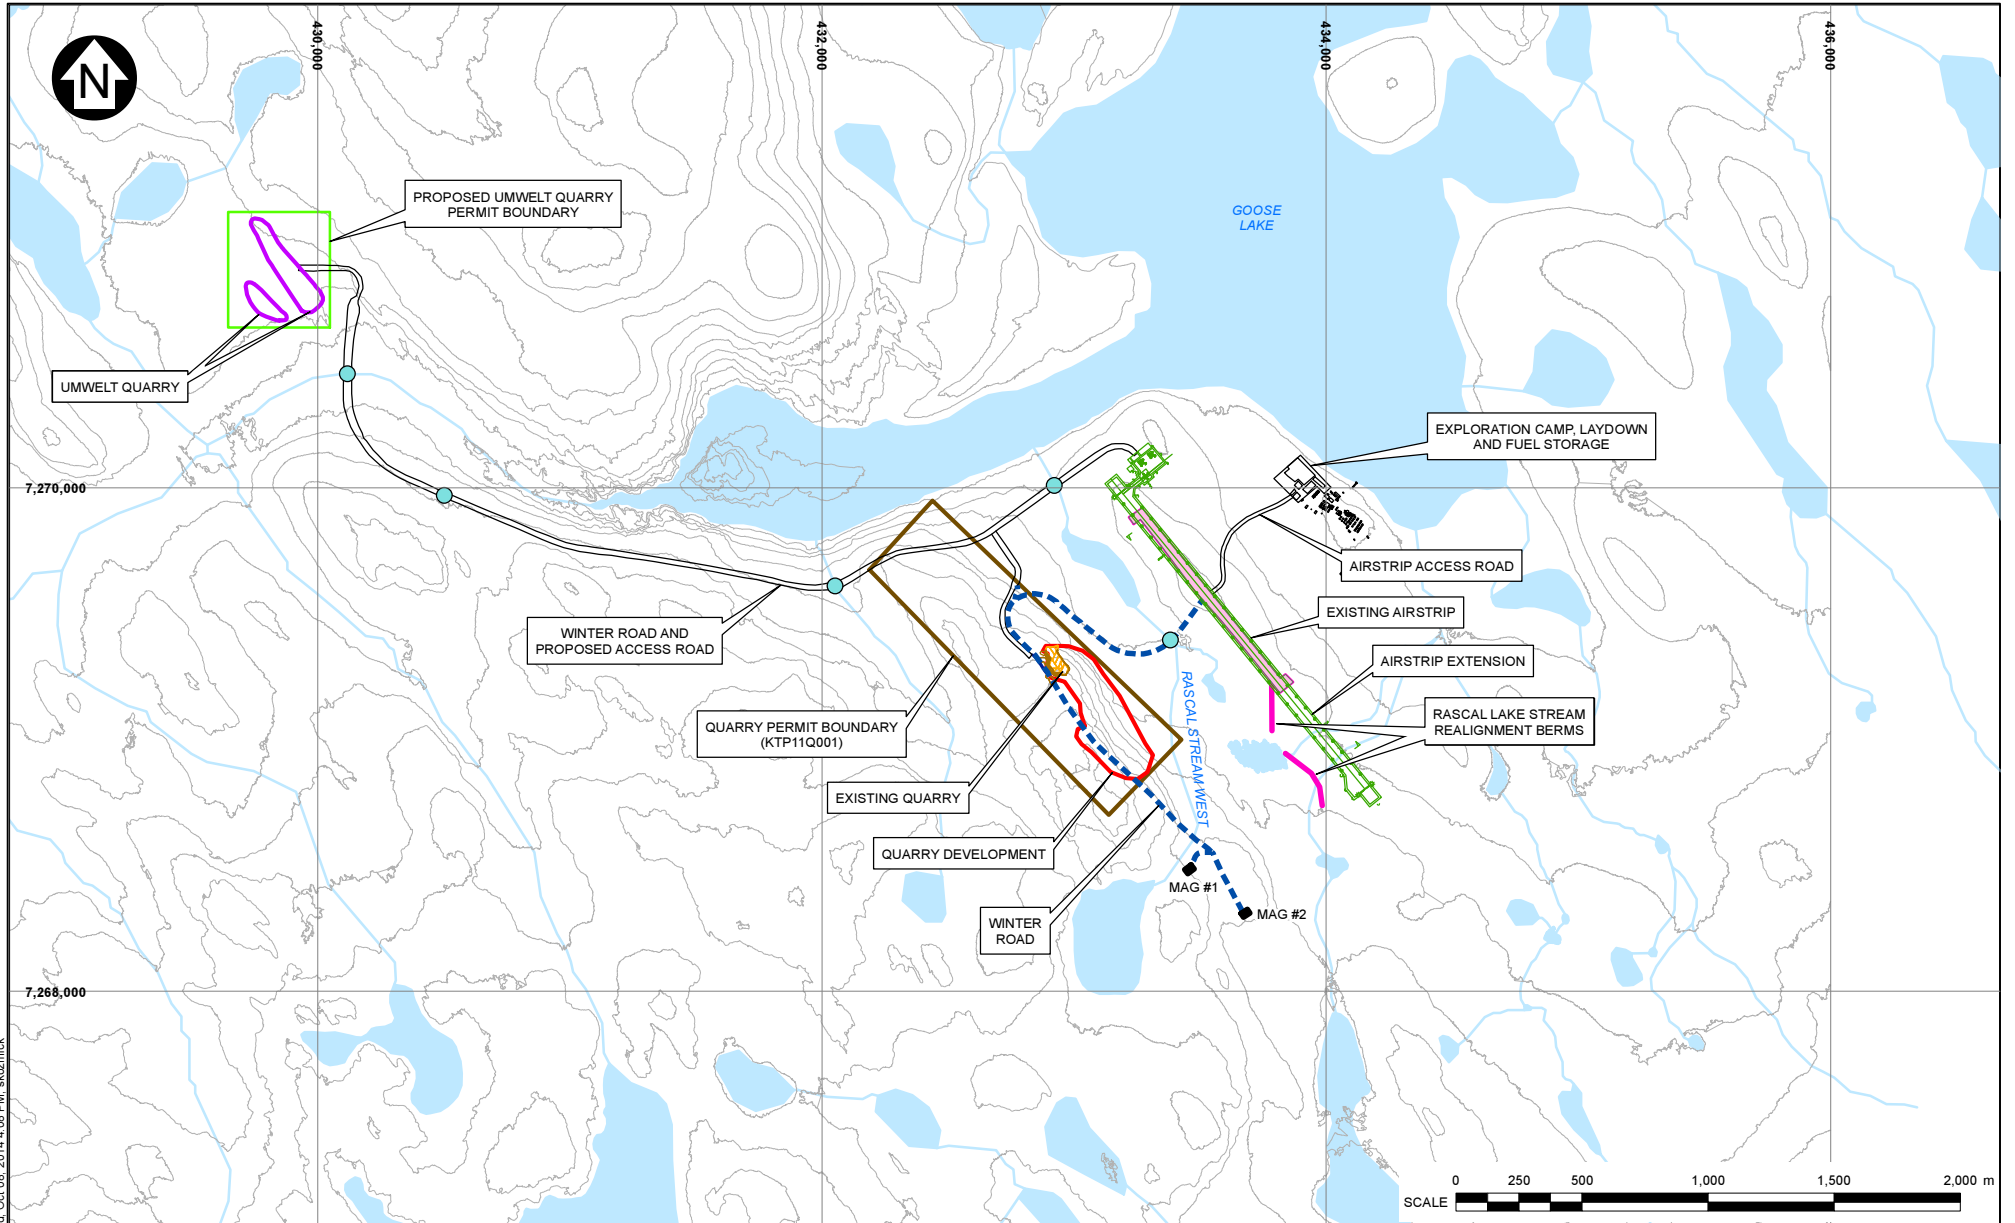 430,000
432,000
434,000
436,000
N
PROPOSED UMWELT QUARRY
PERMIT BOUNDARY
GOOSE
LAKE
UMWELT QUARRY
EXPLORATION CAMP, LAYDOWN
AND FUEL STORAGE
7,270,000
AIRSTRIP ACCESS ROAD
EXISTING AIRSTRIP
WINTER ROAD AND
PROPOSED ACCESS ROAD
AIRSTRIP EXTENSION
RASCAL STREAM WEST
QUARRY PERMIT BOUNDARY
(KTP11Q001)
RASCAL LAKE STREAM
REALIGNMENT BERMS
EXISTING QUARRY
QUARRY DEVELOPMENT
MAG #1
MAG #2
WINTER
ROAD
7,268,000
0 250 500 1,000 1,500 2,000 m
SCALE